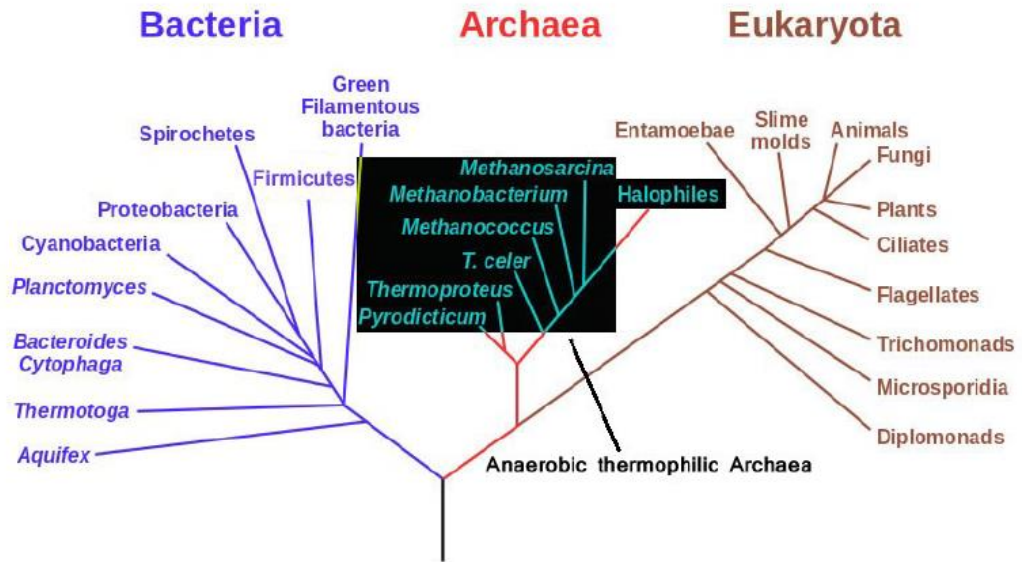 Bacteria
Archaea
Eukaryota
Green
Filamentous
bacteria
Spirochetes
Firmicutes
Proteobacteria
Cyanobacteria
Planctomyces
Bacteroides
Cytophaga
Thermotoga
Aquifex
Methanosarcina
Methanobacterium
Halophiles
Methanococcus
T. celer
Thermoproteus
Pyrodicticum
Anaerobic thermophilic Archaea
Entamoebae
Slime
molds
Animals
Fungi
Plants
Ciliates
Flagellates
Trichomonads
Microsporidia
Diplomonads